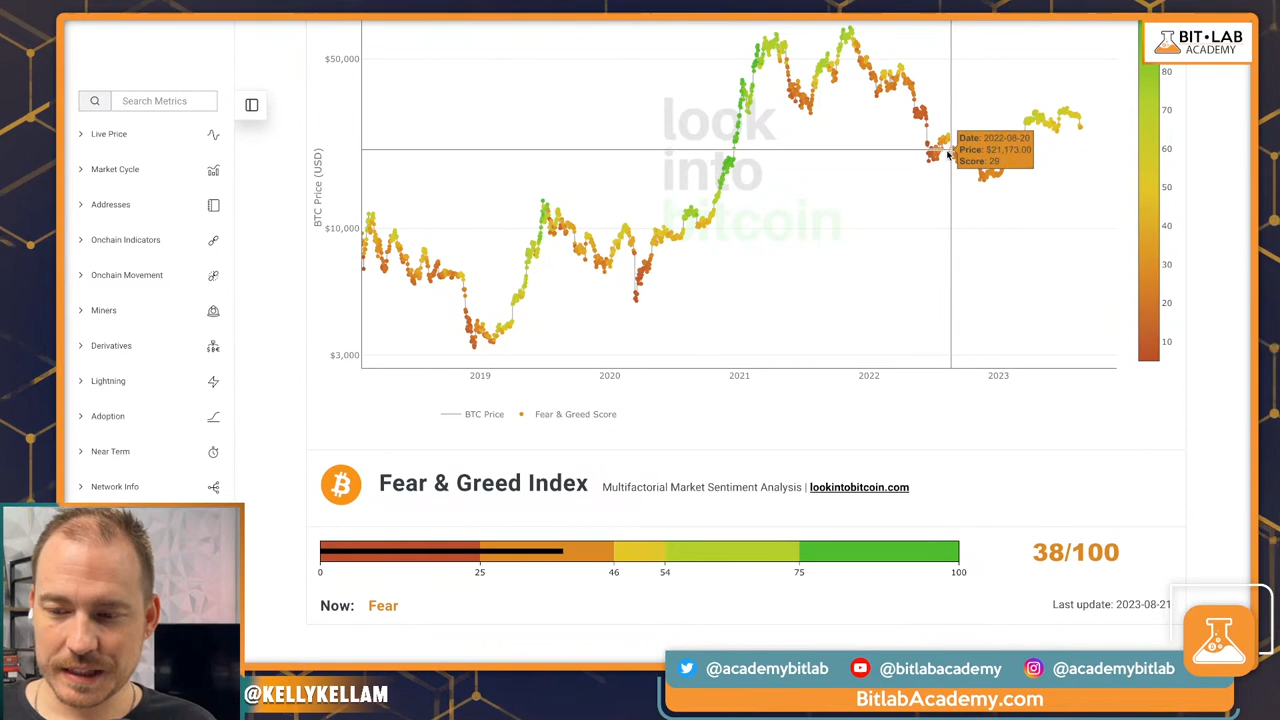 BIT•LAB
ACADEMY
Search Metrics
Live Price
Market Cycle
Addresses
Onchain Indicators
Onchain Movement
Miners
Derivatives
Lightning
Adoption
Near Term
Network Info
BTC Price (USD)
$50,000
$10,000
$3,000
look
into
bitcoin
Date: 2022-08-20
Price: $21,173.00
Score: 29
2019
2020
2021
2022
2023
80
70
60
50
40
30
20
10
BTC Price
Fear & Greed Score
Fear & Greed Index
Multifactorial Market Sentiment Analysis | lookintobitcoin.com
0
25
46
54
75
100
38/100
Now: Fear
Last update: 2023-08-21
@KELLYKELLAM
@academybitlab
@bitlabacademy
@academybitlab
BitlabAcademy.com